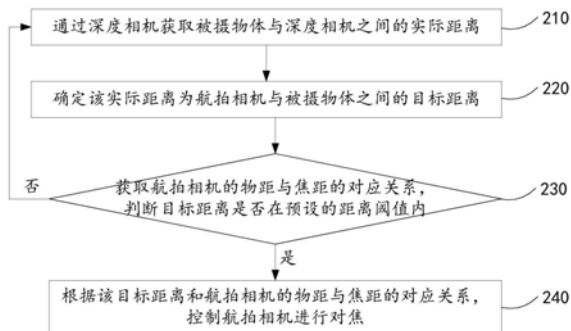 通过深度相机获取被摄物体与深度相机之间的实际距离
210
确定该实际距离为航拍相机与被摄物体之间的目标距离
220
否
获取航拍相机的物距与焦距的对应关系，
判断目标距离是否在预设的距离阈值内
230
是
根据该目标距离和航拍相机的物距与焦距的对应关系，
控制航拍相机进行对焦
240